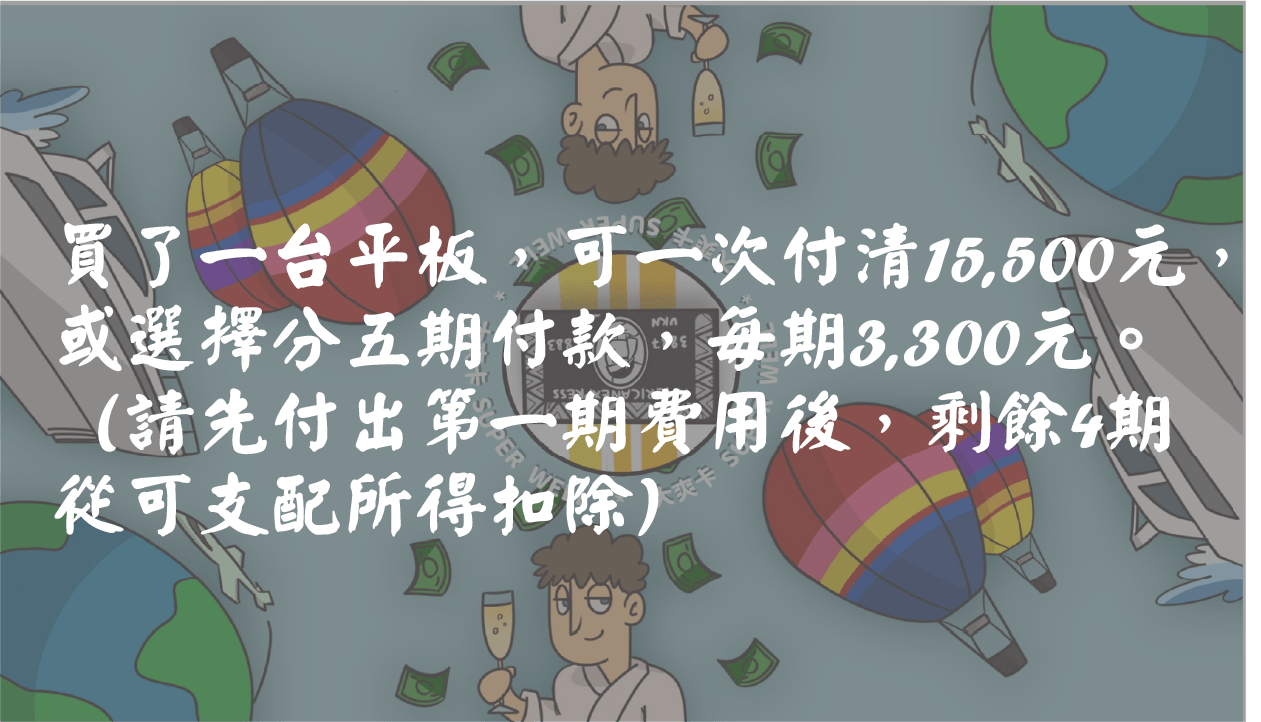 買了一台平板，可一次付清15,500元，
或選擇分五期付款，每期3,300元。
（請先付出第一期費用後，剩餘4期
從可支配所得扣除）